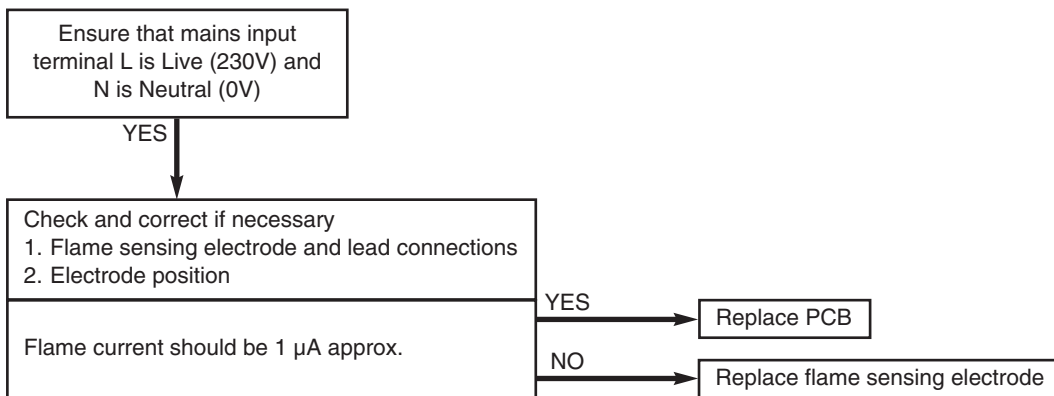 Ensure that mains input
terminal L is Live (230V) and
N is Neutral (0V)
YES
Check and correct if necessary
1. Flame sensing electrode and lead connections
2. Electrode position
Flame current should be 1 µA approx.
YES
Replace PCB
NO
Replace flame sensing electrode